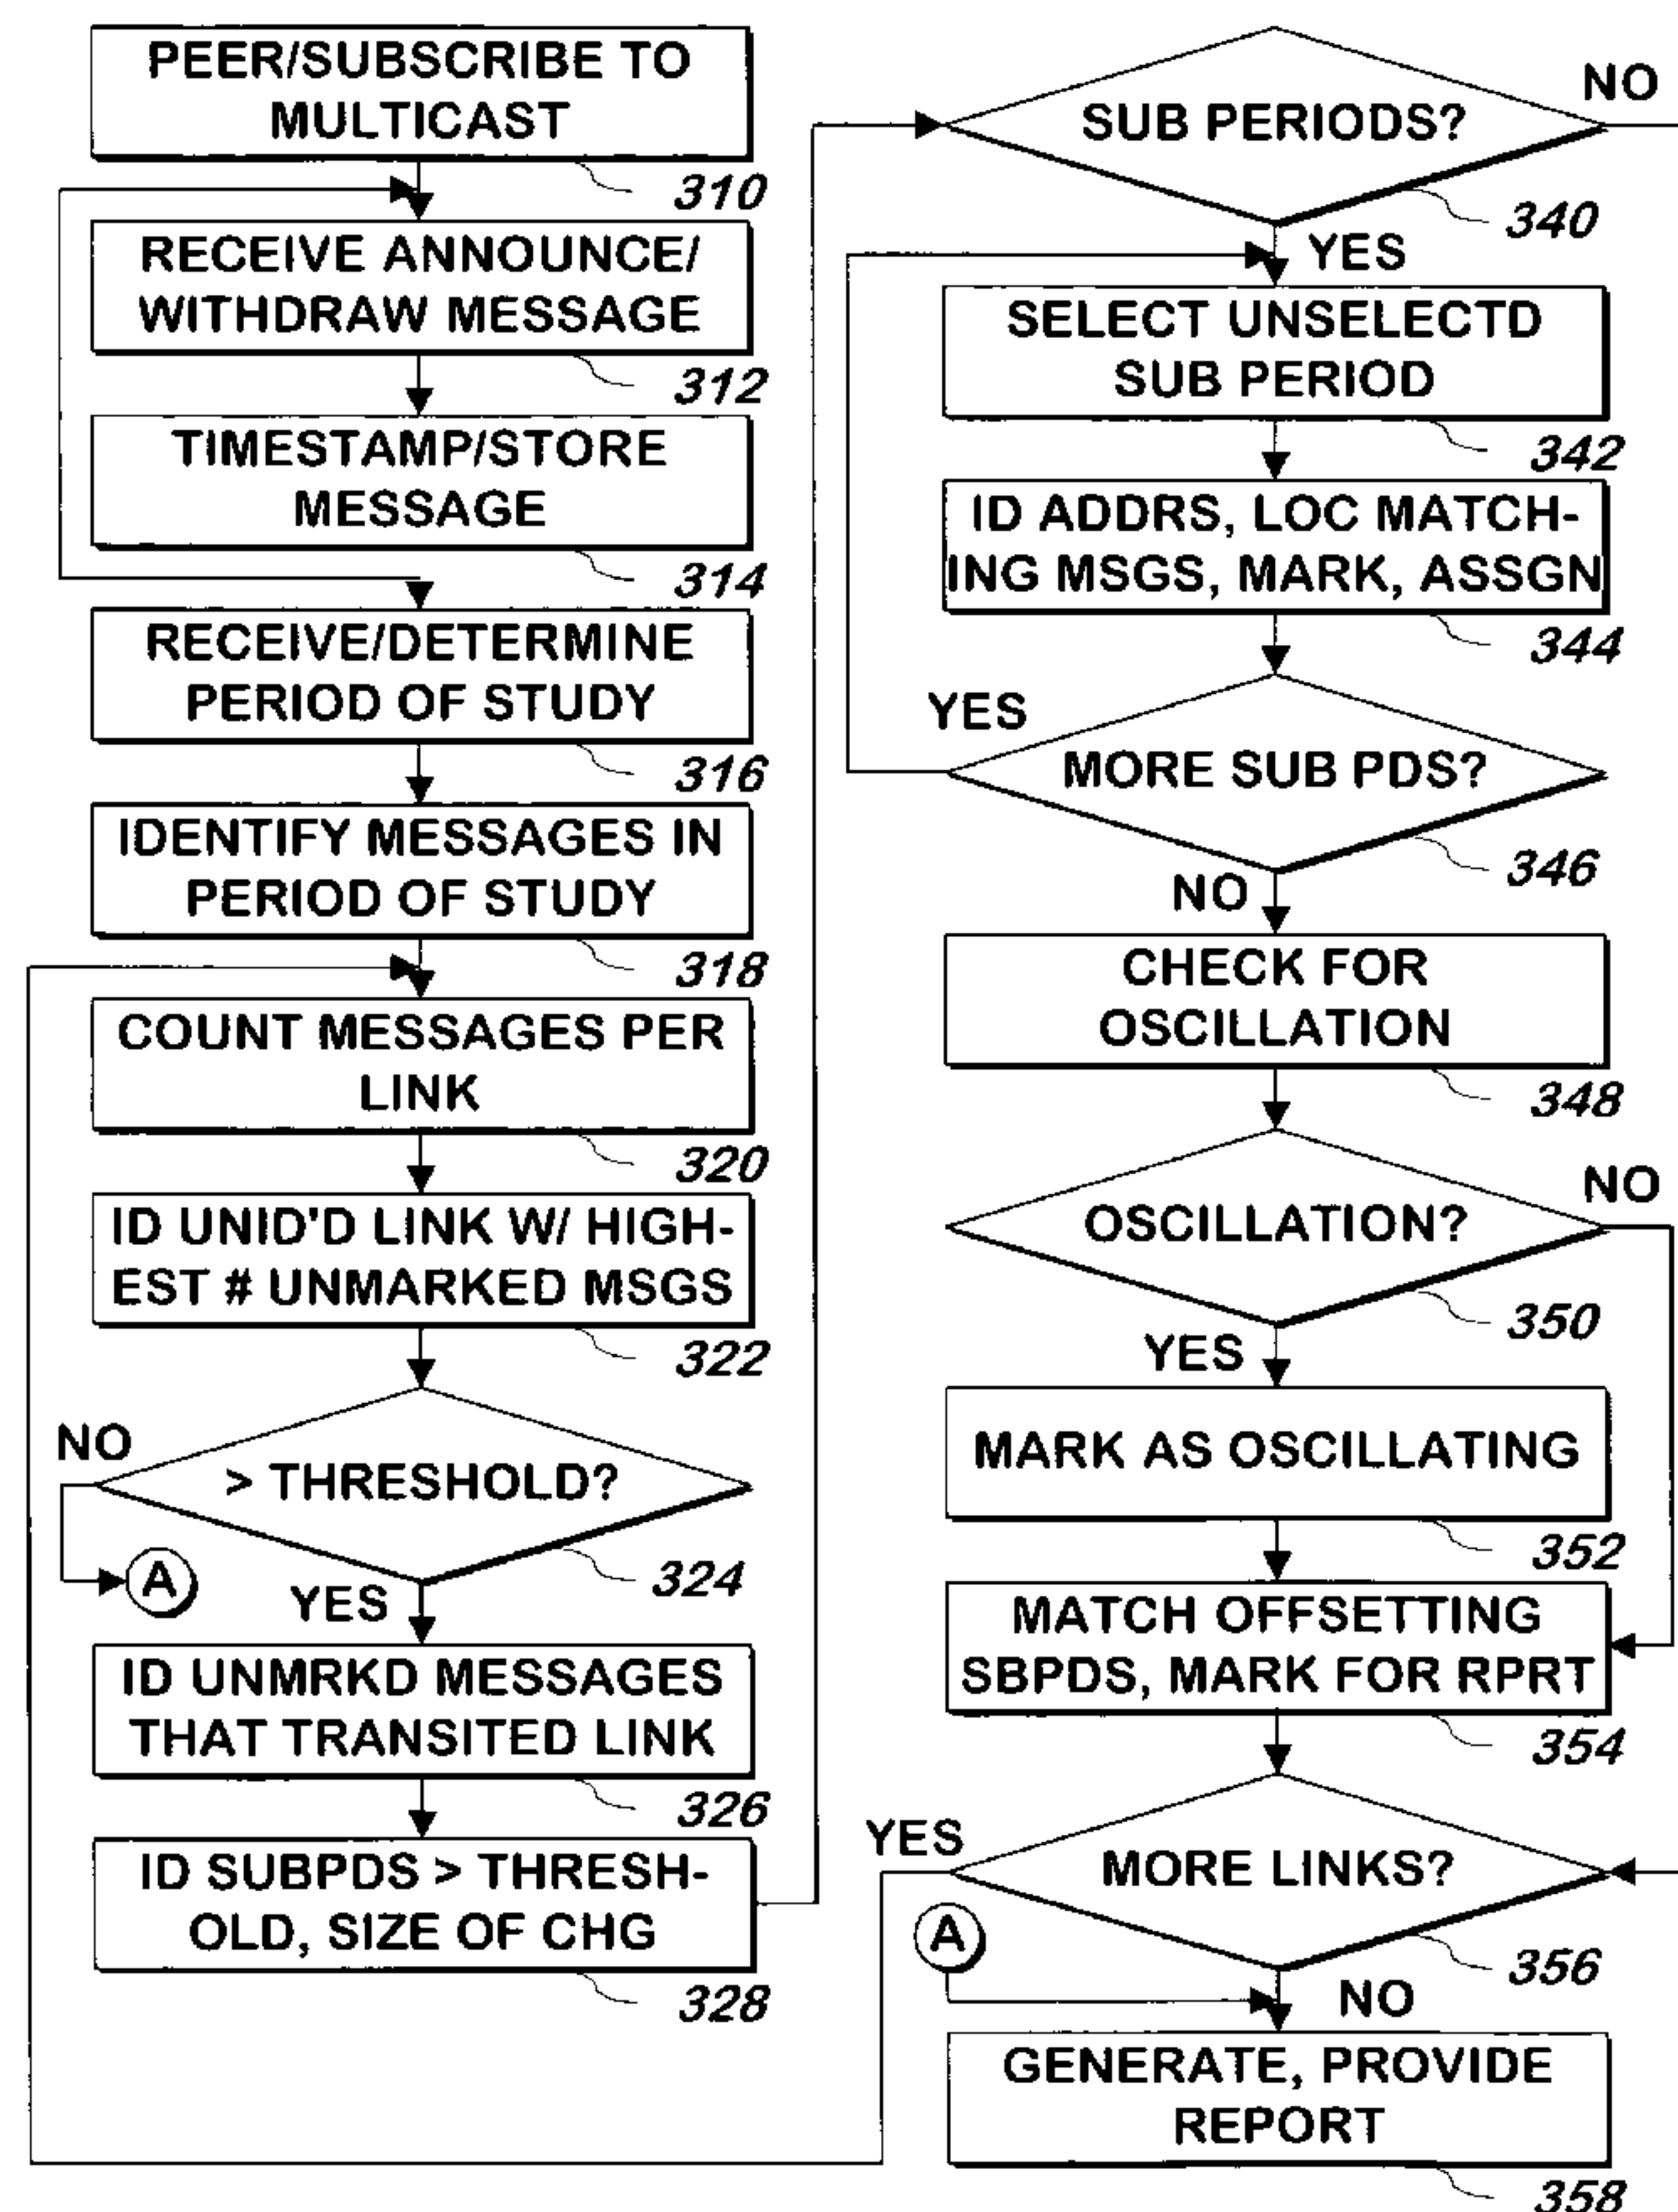 PEER/SUBSCRIBE TO
MULTICAST
310
RECEIVE ANNOUNCE/
WITHDRAW MESSAGE
312
TIMESTAMP/STORE
MESSAGE
314
RECEIVE/DETERMINE
PERIOD OF STUDY
316
IDENTIFY MESSAGES IN
PERIOD OF STUDY
318
COUNT MESSAGES PER
LINK
320
ID UNID'D LINK W/ HIGH-
EST # UNMARKED MSGS
322
NO
> THRESHOLD?
A
324
YES
ID UNMRKD MESSAGES
THAT TRANSITED LINK
326
ID SUBPDS > THRESH-
OLD, SIZE OF CHG
328
SUB PERIODS?
NO
340
YES
SELECT UNSELECTD
SUB PERIOD
342
ID ADDRS, LOC MATCH-
ING MSGS, MARK, ASSGN
344
YES
MORE SUB PDS?
346
NO
CHECK FOR
OSCILLATION
348
NO
OSCILLATION?
350
YES
MARK AS OSCILLATING
352
MATCH OFFSETTING
SBPDS, MARK FOR RPRT
354
YES
MORE LINKS?
A
356
NO
GENERATE, PROVIDE
REPORT
358